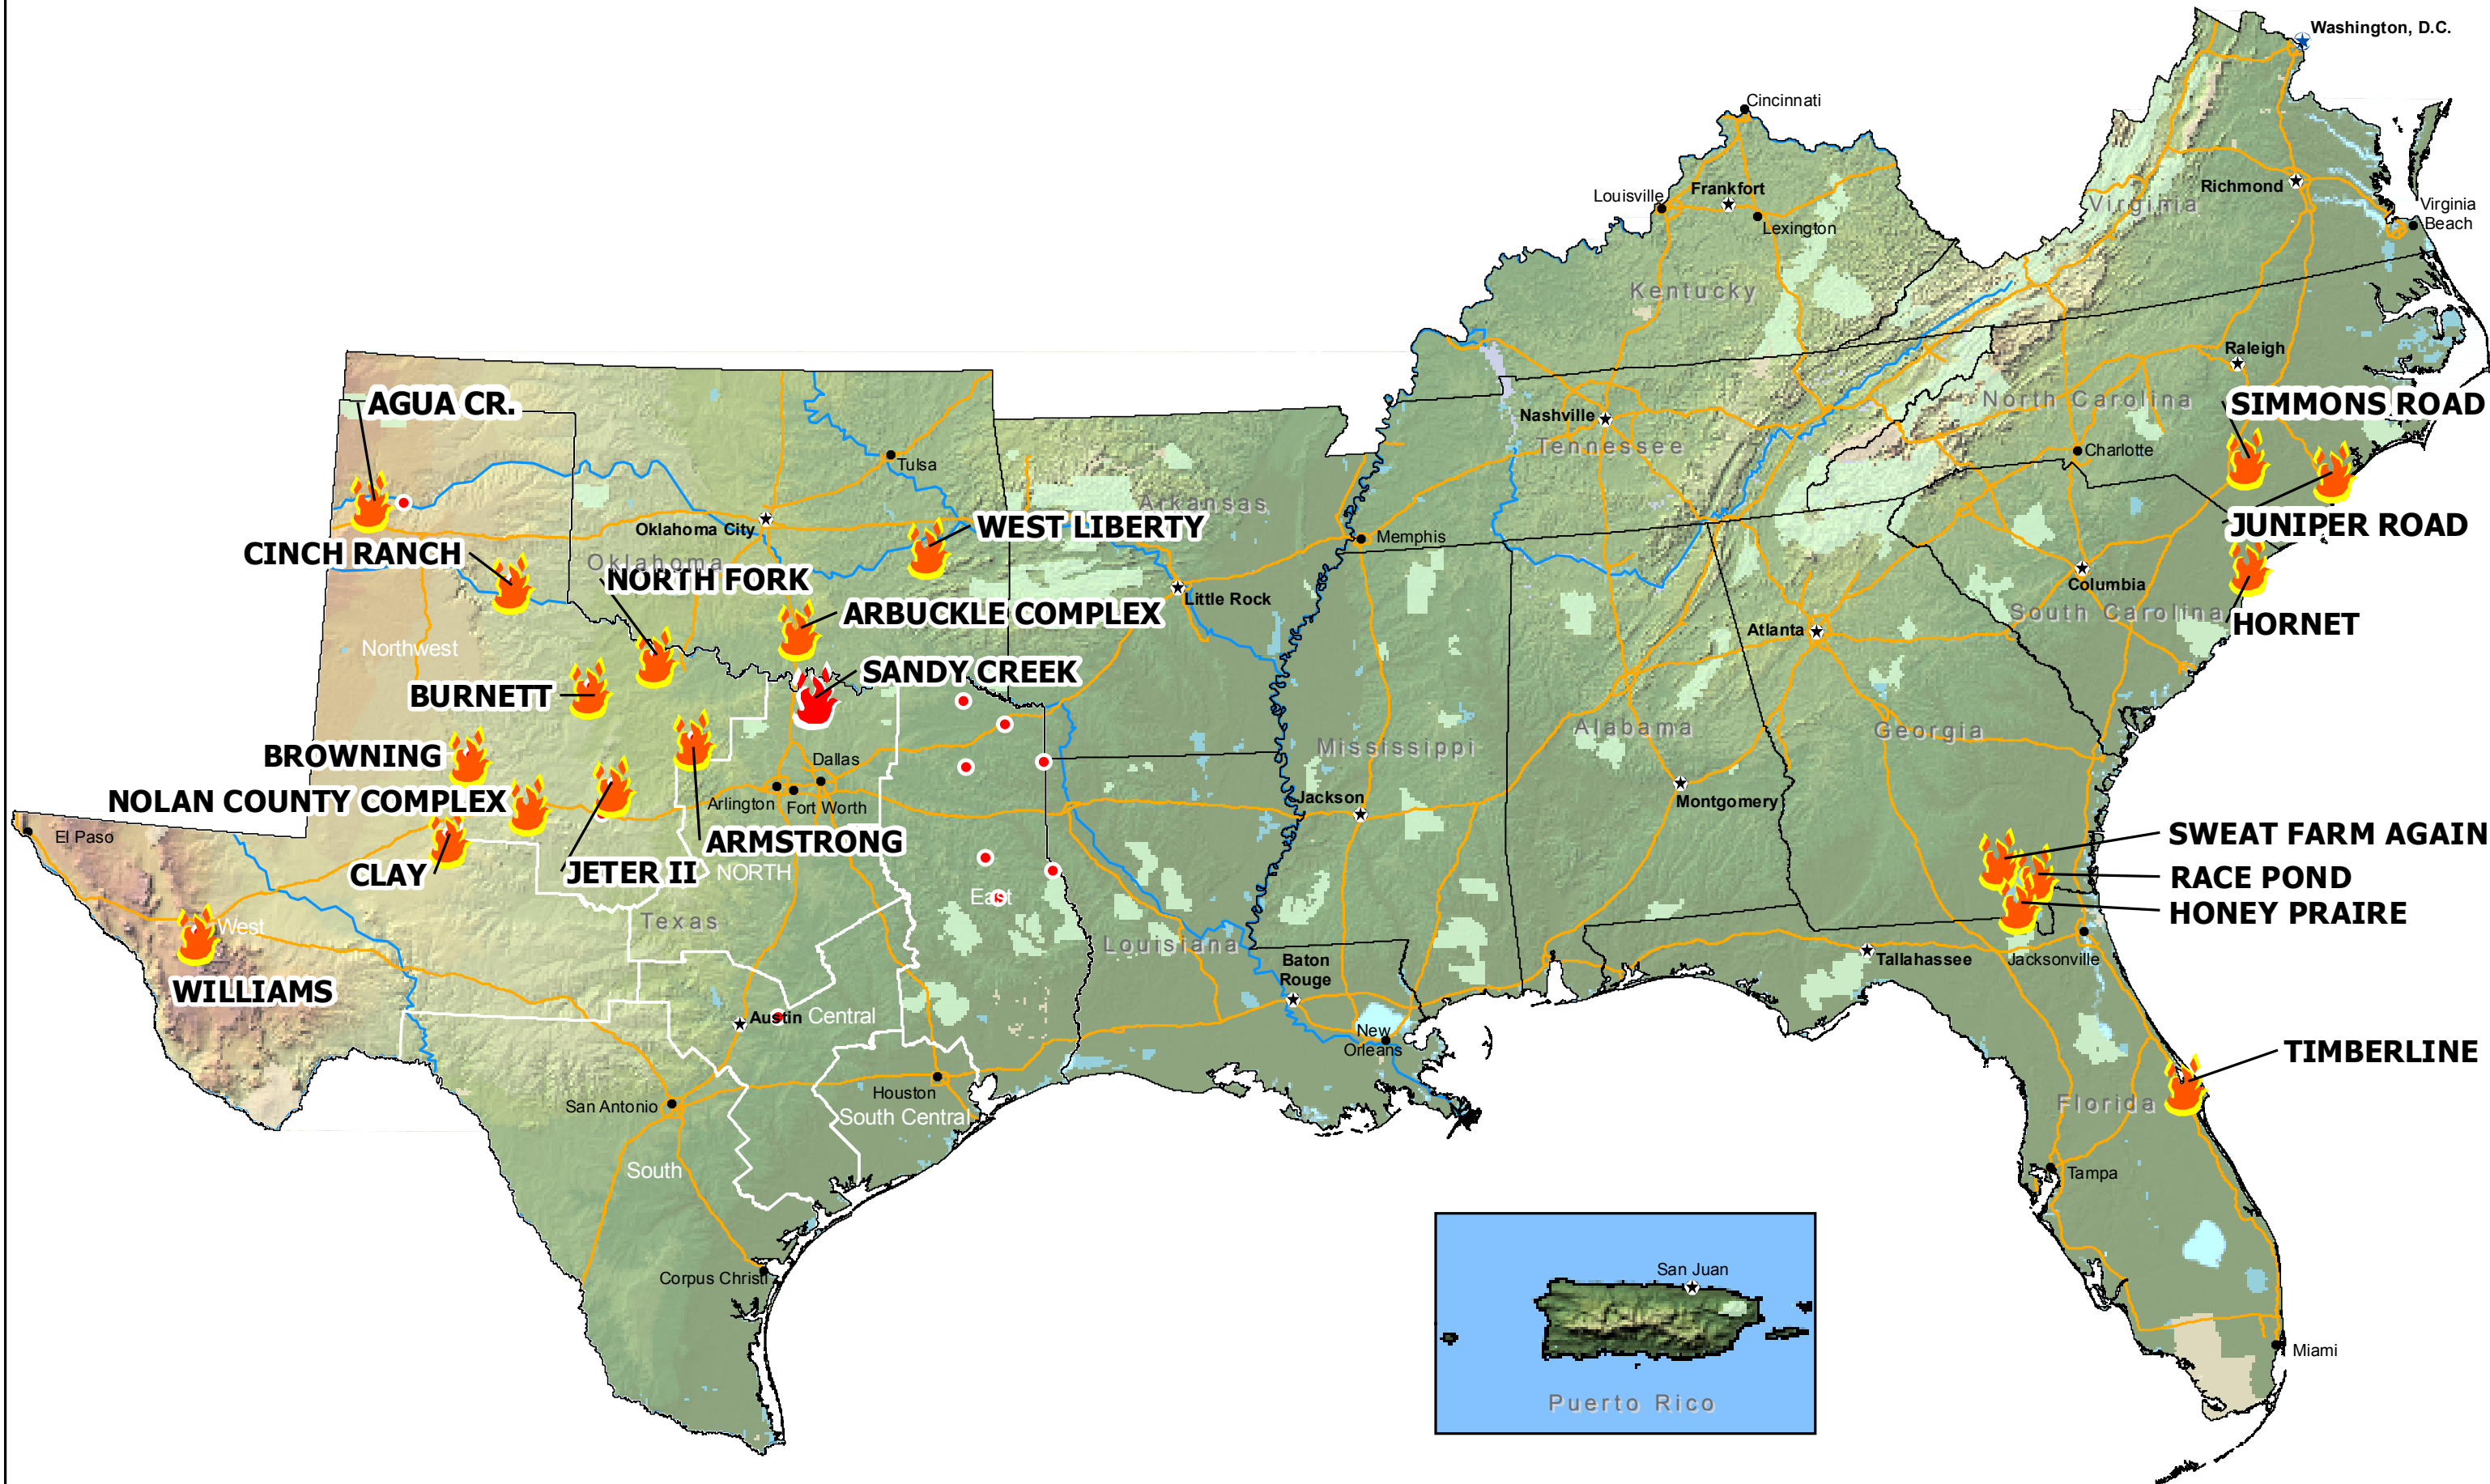 Washington, D.C.
Cincinnati
Louisville
Frankfort
Lexington
Richmond
Virginia
Virginia
Beach
Kentucky
Raleigh
North Carolina
SIMMONS ROAD
AGUA CR.
Nashville
Tennessee
Charlotte
Tulsa
Arkansas
Oklahoma City
WEST LIBERTY
Memphis
JUNIPER ROAD
CINCH RANCH
Oklahoma
NORTH FORK
Little Rock
Columbia
South Carolina
HORNET
ARBUCKLE COMPLEX
Atlanta
Northwest
SANDY CREEK
BURNETT
Mississippi
Alabama
Georgia
BROWNING
Dallas
NOLAN COUNTY COMPLEX
Arlington
Fort Worth
Jackson
Montgomery
El Paso
ARMSTRONG
SWEAT FARM AGAIN
CLAY
JETER II
NORTH
RACE POND
East
HONEY PRAIRE
Texas
West
Louisiana
Baton
Rouge
Tallahassee
Jacksonville
WILLIAMS
Austin
Central
New
Orleans
TIMBERLINE
Houston
San Antonio
South Central
Florida
South
Tampa
Corpus Christi
San Juan
Miami
Puerto Rico